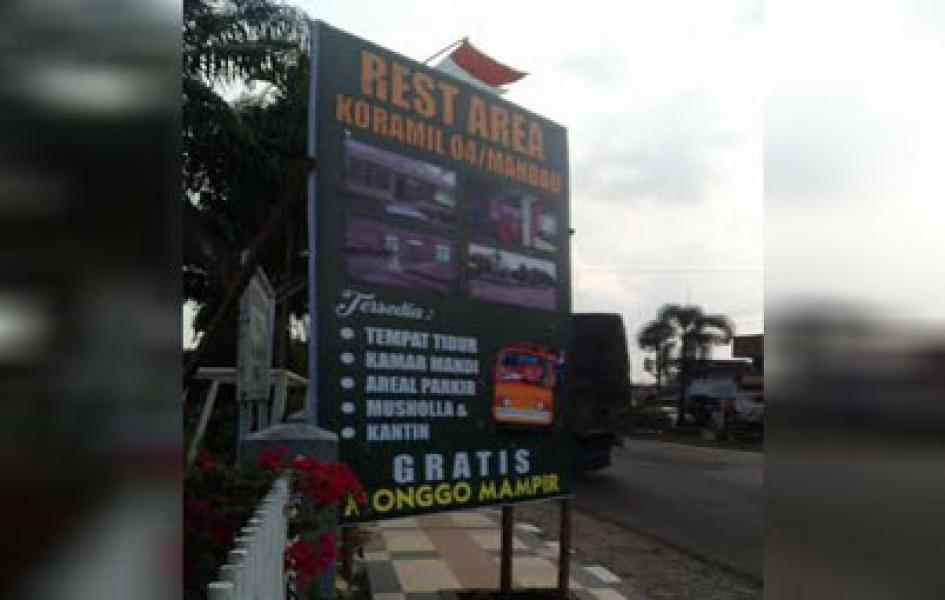 REST AREA
KORAMIL 04/MANDAU
Tersedia :
TEMPAT TIDUR
KAMAR MANDI
AREAL PARKIR
MUSHOLLA &
KANTIN
GRATIS
MONGGO MAMPIR